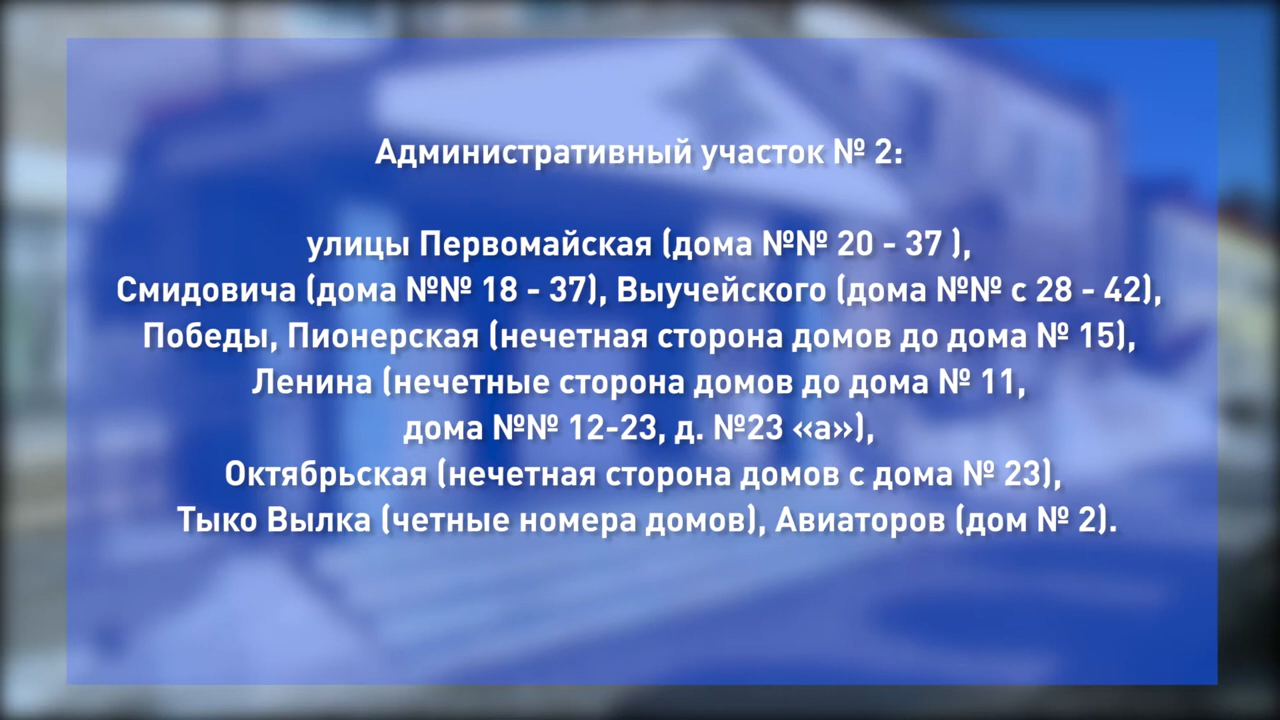 Административный участок № 2:
улицы Первомайская (дома №№ 20 - 37 ),
Смидовича (дома №№ 18 - 37), Выучейского (дома №№ с 28 - 42),
Победы, Пионерская (нечетная сторона домов до дома № 15),
Ленина (нечетные сторона домов до дома № 11,
дома №№ 12-23, д. №23 «а»),
Октябрьская (нечетная сторона домов с дома № 23),
Тыко Вылка (четные номера домов), Авиаторов (дом № 2).